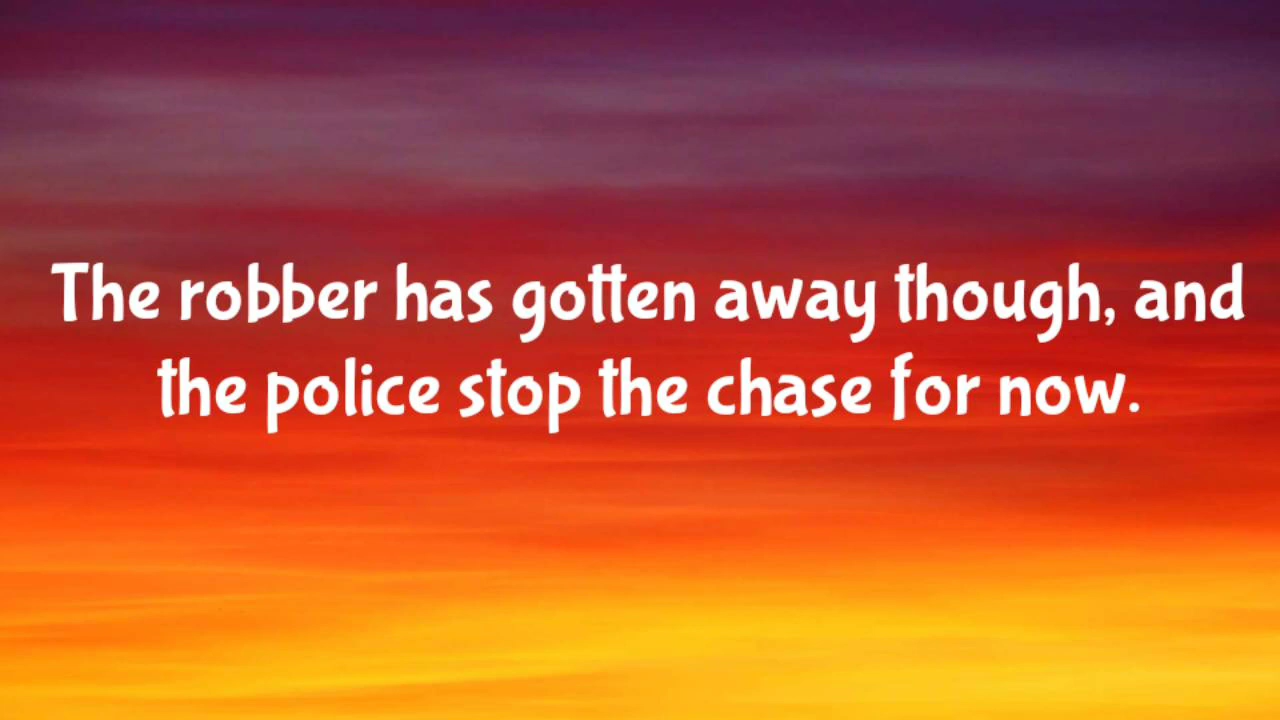 The robber has gotten away though, and
the police stop the chase for now.